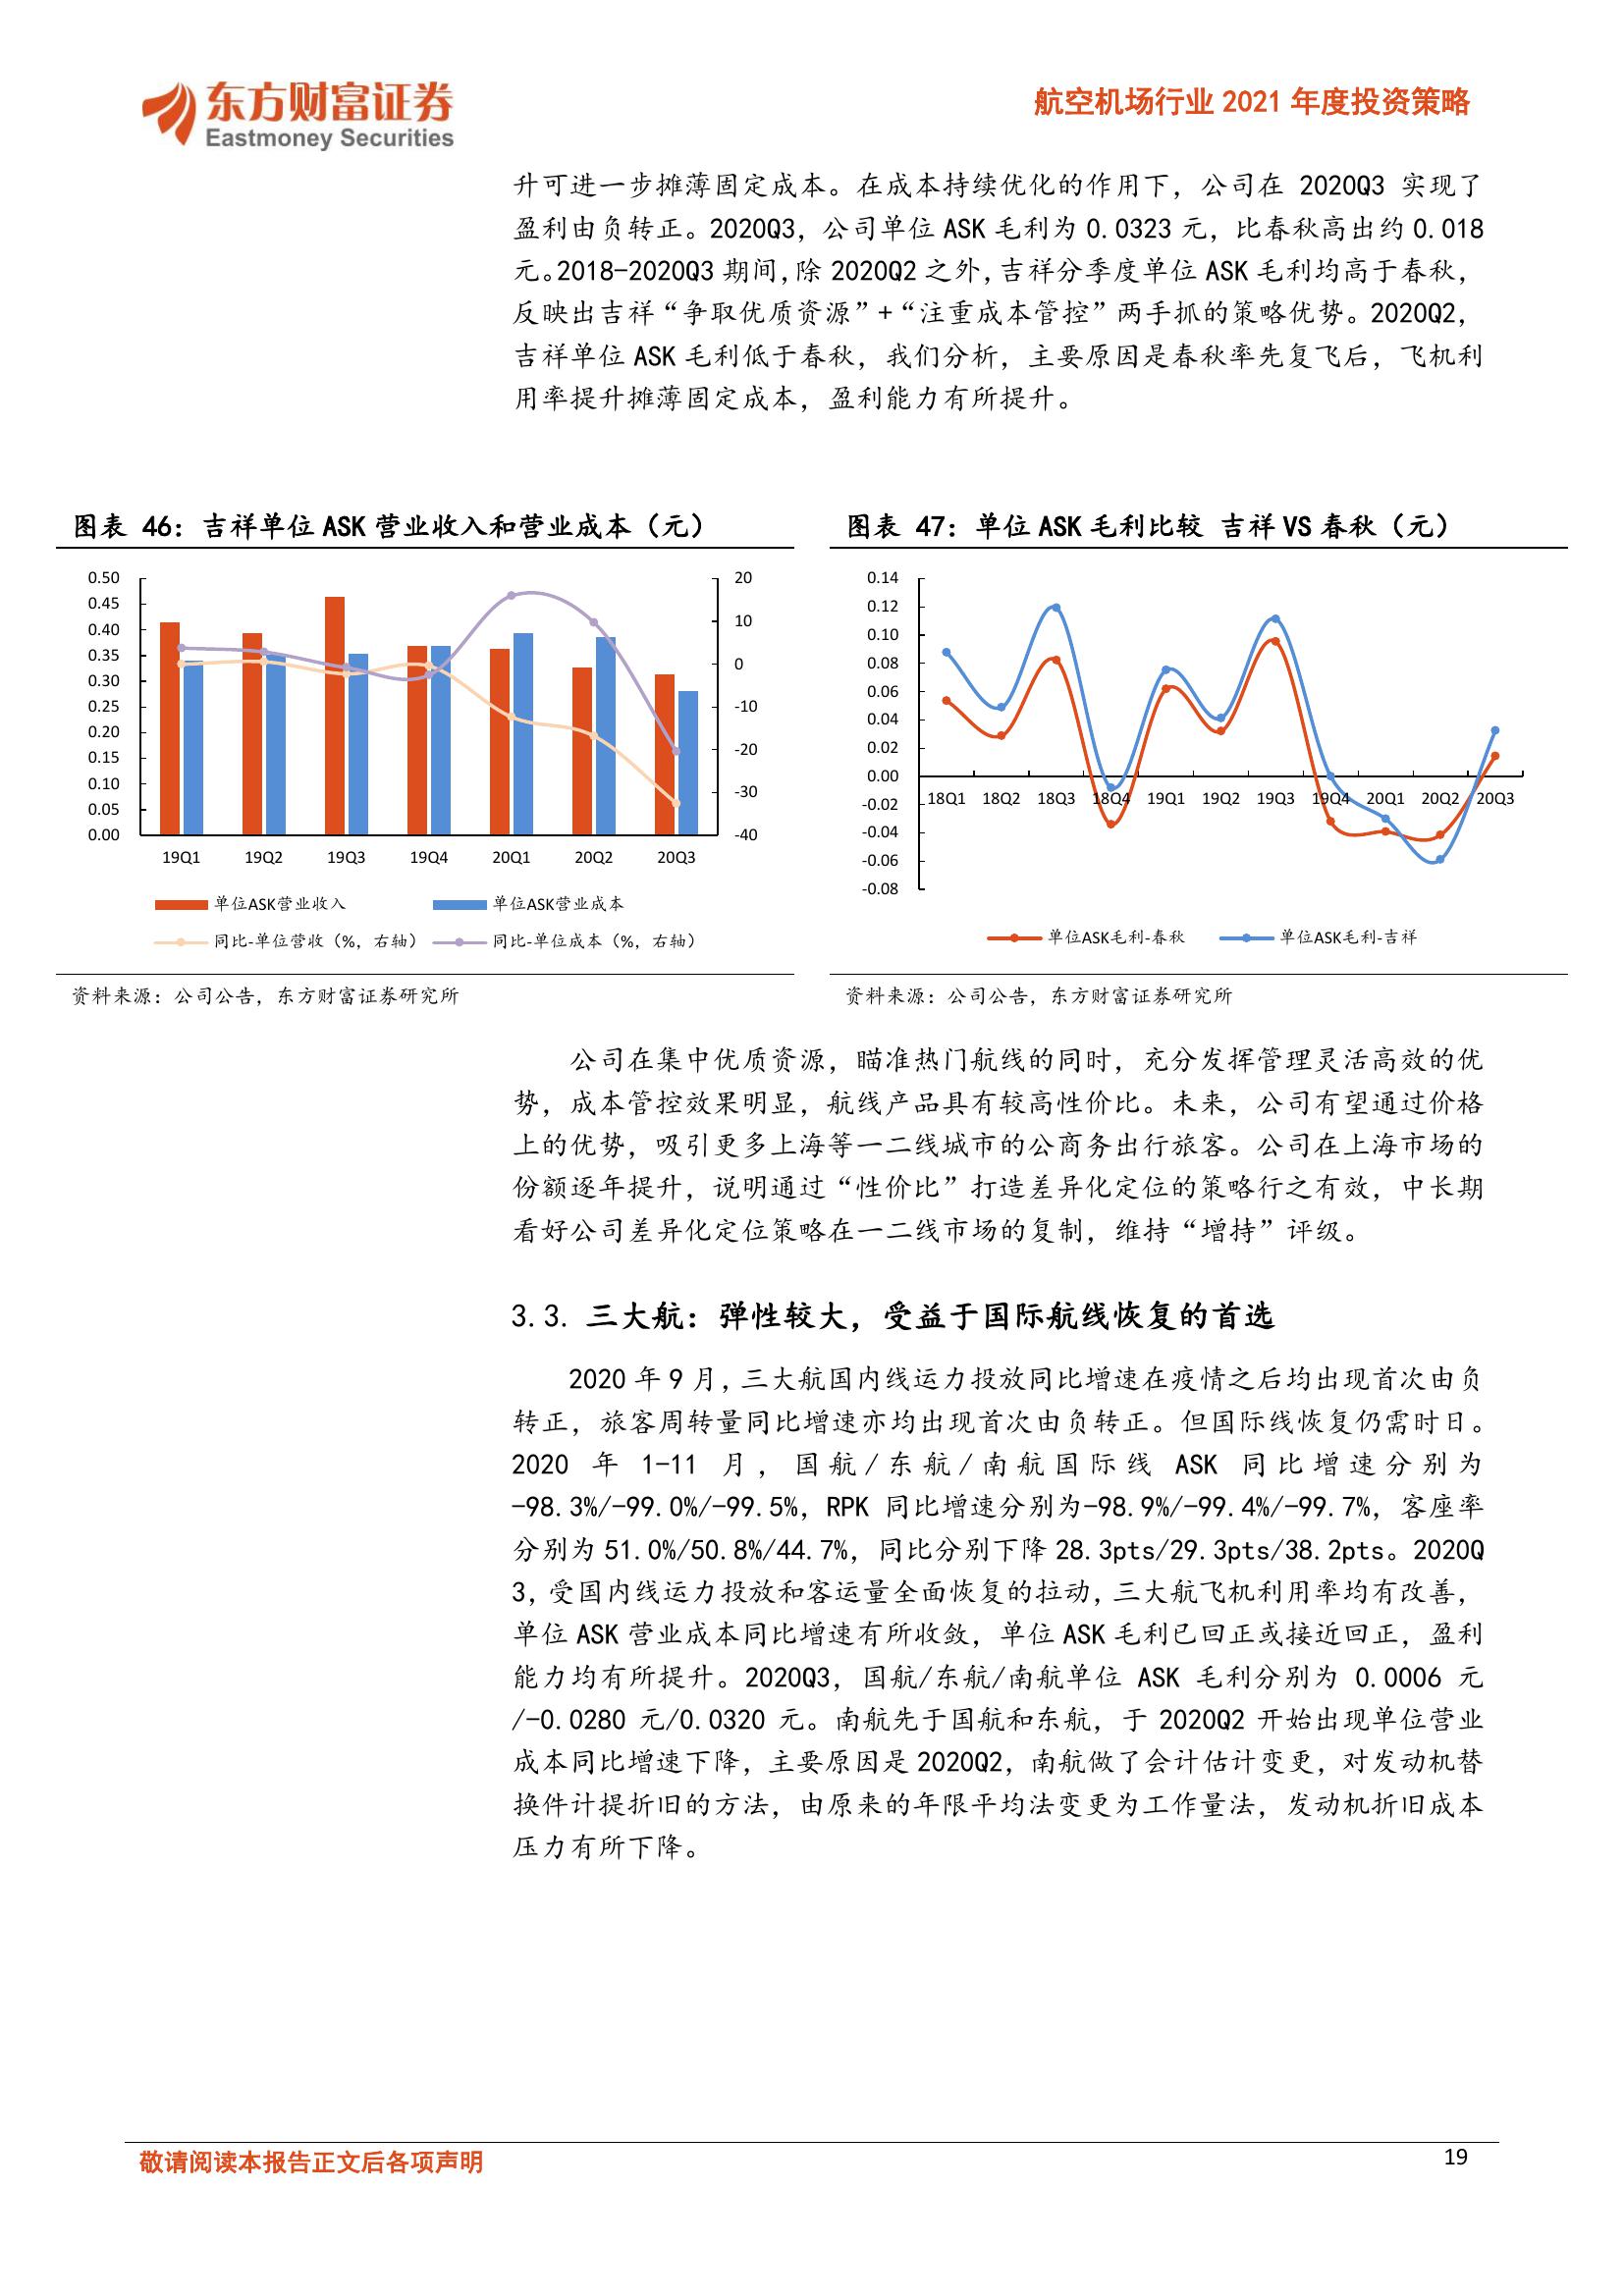 东方财富证券
Eastmoney Securities
航空机场行业 2021 年度投资策略
升可进一步摊薄固定成本。在成本持续优化的作用下，公司在 2020Q3 实现了
盈利由负转正。2020Q3，公司单位 ASK 毛利为 0.0323 元，比春秋高出约 0.018
元。2018-2020Q3 期间，除 2020Q2 之外，吉祥分季度单位 ASK 毛利均高于春秋，
反映出吉祥“争取优质资源”+“注重成本管控”两手抓的策略优势。2020Q2，
吉祥单位 ASK 毛利低于春秋，我们分析，主要原因是春秋率先复飞后，飞机利
用率提升摊薄固定成本，盈利能力有所提升。
图表 46：吉祥单位 ASK 营业收入和营业成本（元）
0.50
0.45
0.40
0.35
0.30
0.25
0.20
0.15
0.10
0.05
0.00
20
10
0
-10
-20
-30
-40
19Q1 19Q2 19Q3 19Q4 20Q1 20Q2 20Q3
单位ASK营业收入 单位ASK营业成本
同比-单位营收（%，右轴） 同比-单位成本（%，右轴）
资料来源：公司公告，东方财富证券研究所
图表 47：单位 ASK 毛利比较 吉祥 VS 春秋（元）
0.14
0.12
0.10
0.08
0.06
0.04
0.02
0.00
-0.02
-0.04
-0.06
-0.08
18Q1 18Q2 18Q3 18Q4 19Q1 19Q2 19Q3 19Q4 20Q1 20Q2 20Q3
单位ASK毛利-春秋 单位ASK毛利-吉祥
资料来源：公司公告，东方财富证券研究所
公司在集中优质资源，瞄准热门航线的同时，充分发挥管理灵活高效的优
势，成本管控效果明显，航线产品具有较高性价比。未来，公司有望通过价格
上的优势，吸引更多上海等一二线城市的公商务出行旅客。公司在上海市场的
份额逐年提升，说明通过“性价比”打造差异化定位的策略行之有效，中长期
看好公司差异化定位策略在一二线市场的复制，维持“增持”评级。
3.3. 三大航：弹性较大，受益于国际航线恢复的首选
2020 年 9 月，三大航国内线运力投放同比增速在疫情之后均出现首次由负
转正，旅客周转量同比增速亦均出现首次由负转正。但国际线恢复仍需时日。
2020 年 1-11 月，国航/东航/南航国际线 ASK 同比增速分别为
-98.3%/-99.0%/-99.5%，RPK 同比增速分别为-98.9%/-99.4%/-99.7%，客座率
分别为 51.0%/50.8%/44.7%，同比分别下降 28.3pts/29.3pts/38.2pts。2020Q
3，受国内线运力投放和客运量全面恢复的拉动，三大航飞机利用率均有改善，
单位 ASK 营业成本同比增速有所收敛，单位 ASK 毛利已回正或接近回正，盈利
能力均有所提升。2020Q3，国航/东航/南航单位 ASK 毛利分别为 0.0006 元
/-0.0280 元/0.0320 元。南航先于国航和东航，于 2020Q2 开始出现单位营业
成本同比增速下降，主要原因是 2020Q2，南航做了会计估计变更，对发动机替
换件计提折旧的方法，由原来的年限平均法变更为工作量法，发动机折旧成本
压力有所下降。
敬请阅读本报告正文后各项声明
19